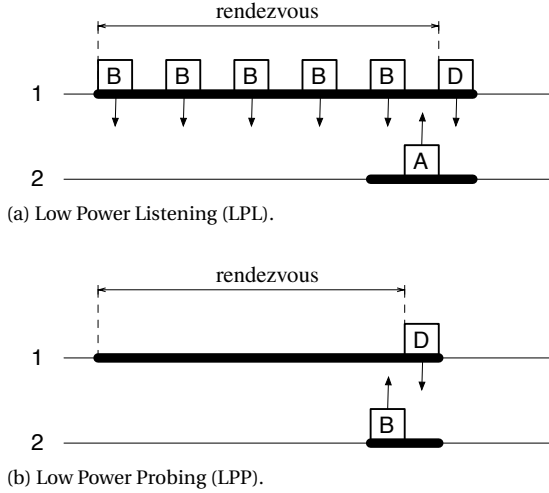 rendezvous
B B B B B D
1
A
2
(a) Low Power Listening (LPL).
rendezvous
D
1
B
2
(b) Low Power Probing (LPP).